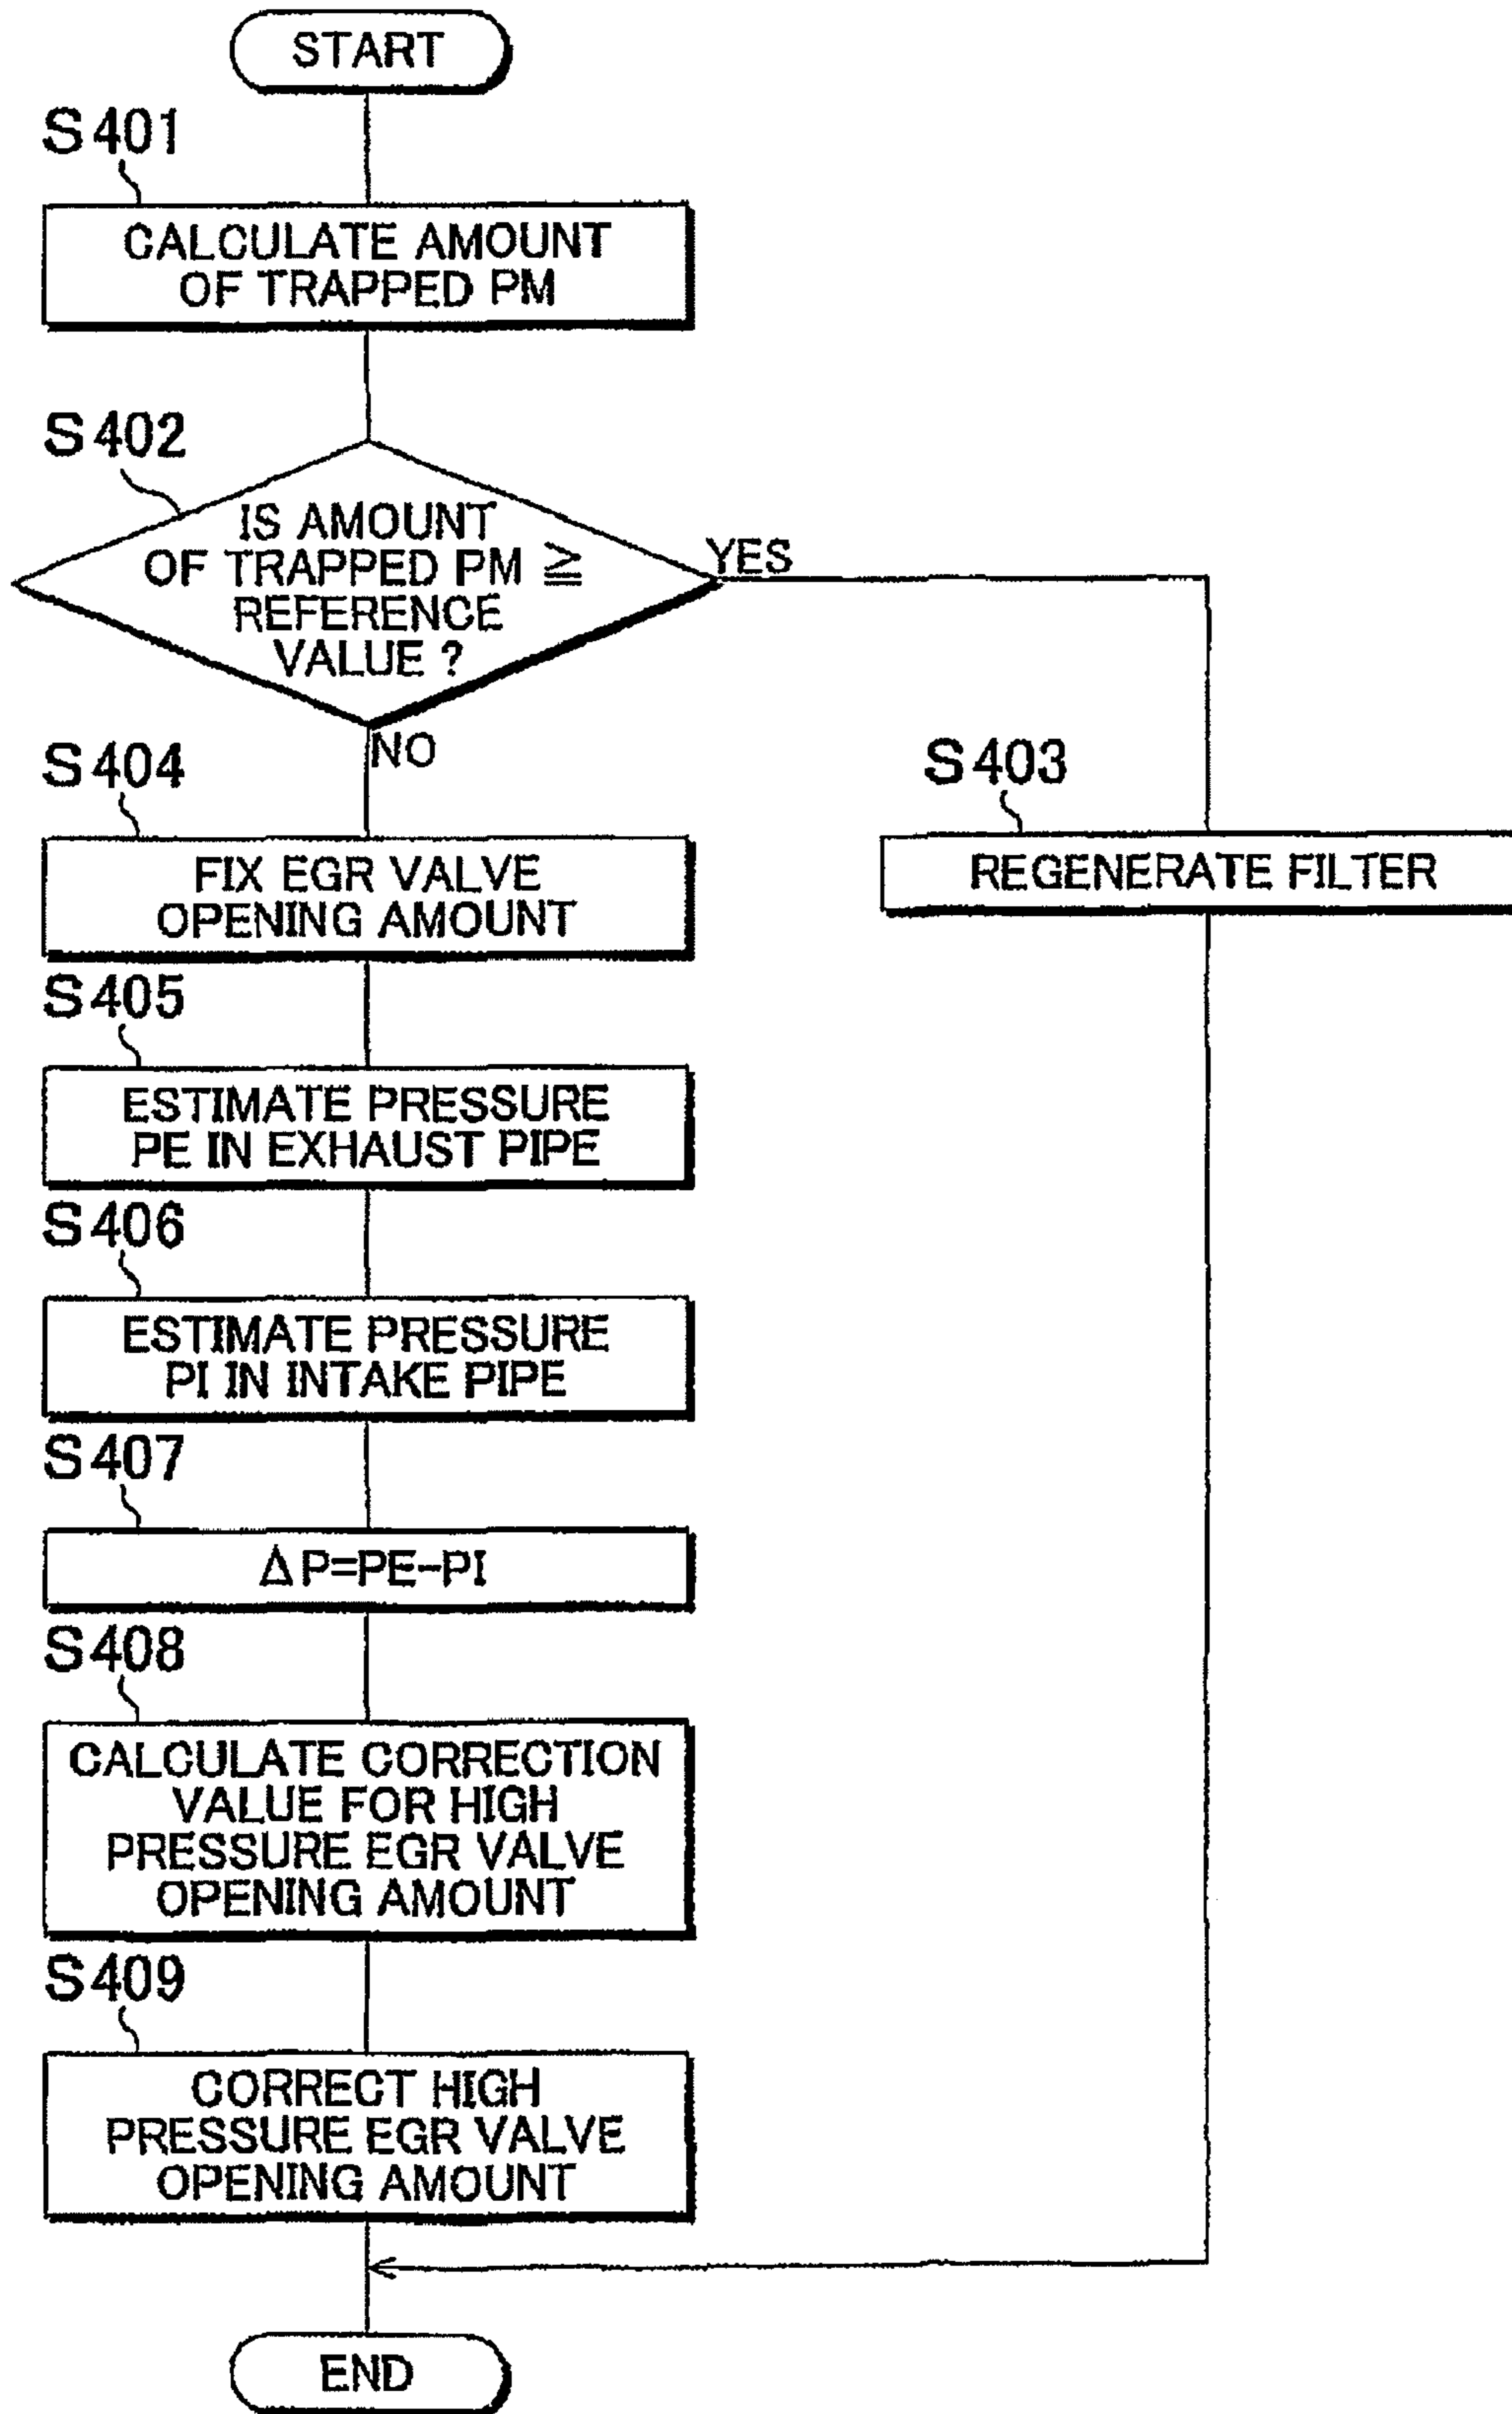 START
S401
CALCULATE AMOUNT
OF TRAPPED PM
S402
IS AMOUNT
OF TRAPPED PM ≧
REFERENCE
VALUE ?
YES
NO
S403
REGENERATE FILTER
S404
FIX EGR VALVE
OPENING AMOUNT
S405
ESTIMATE PRESSURE
PE IN EXHAUST PIPE
S406
ESTIMATE PRESSURE
PI IN INTAKE PIPE
S407
ΔP=PE-PI
S408
CALCULATE CORRECTION
VALUE FOR HIGH
PRESSURE EGR VALVE
OPENING AMOUNT
S409
CORRECT HIGH
PRESSURE EGR VALVE
OPENING AMOUNT
END